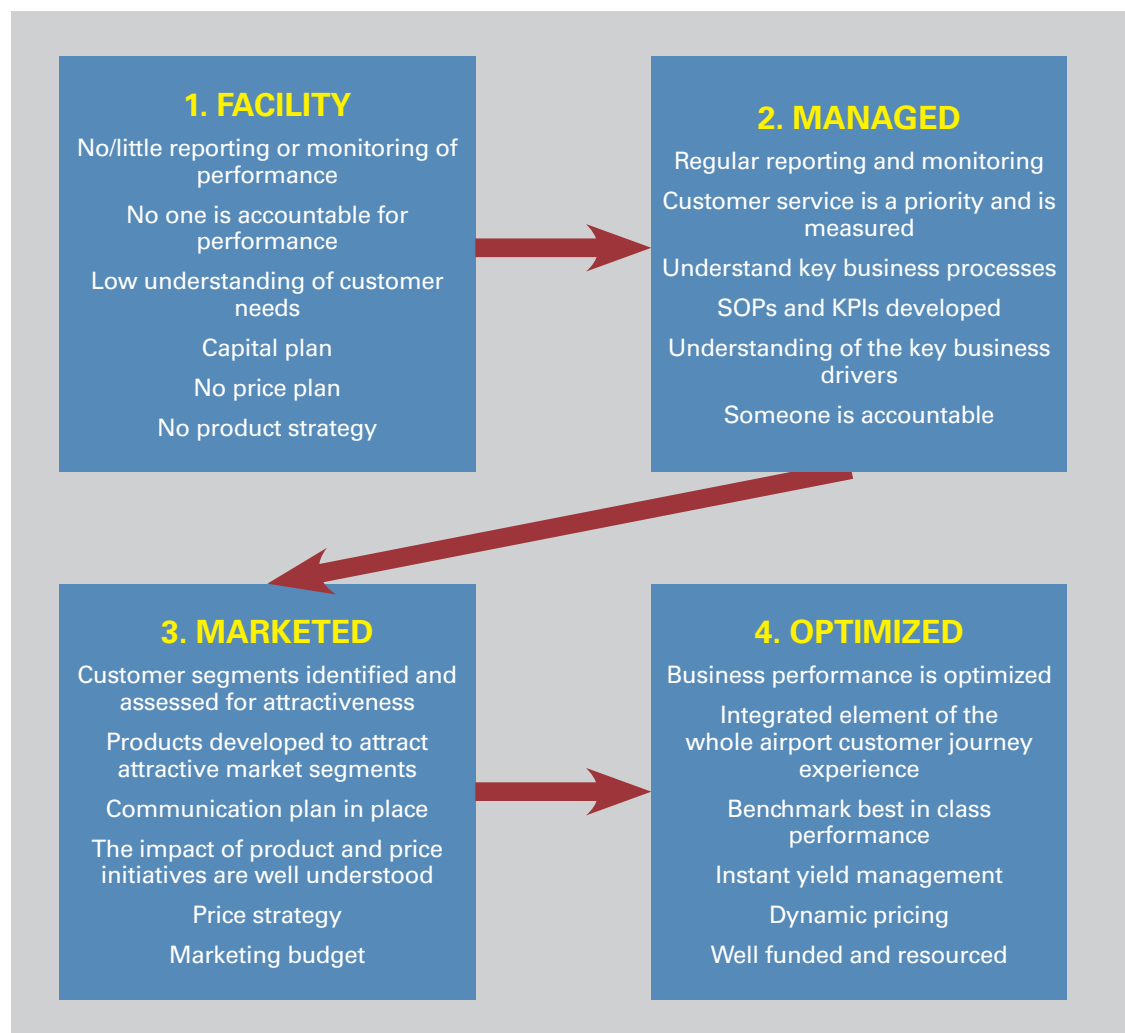 1. FACILITY
No/little reporting or monitoring of
performance
No one is accountable for
performance
Low understanding of customer
needs
Capital plan
No price plan
No product strategy
2. MANAGED
Regular reporting and monitoring
Customer service is a priority and is
measured
Understand key business processes
SOPs and KPIs developed
Understanding of the key business
drivers
Someone is accountable
3. MARKETED
Customer segments identified and
assessed for attractiveness
Products developed to attract
attractive market segments
Communication plan in place
The impact of product and price
initiatives are well understood
Price strategy
Marketing budget
4. OPTIMIZED
Business performance is optimized
Integrated element of the
whole airport customer journey
experience
Benchmark best in class
performance
Instant yield management
Dynamic pricing
Well funded and resourced